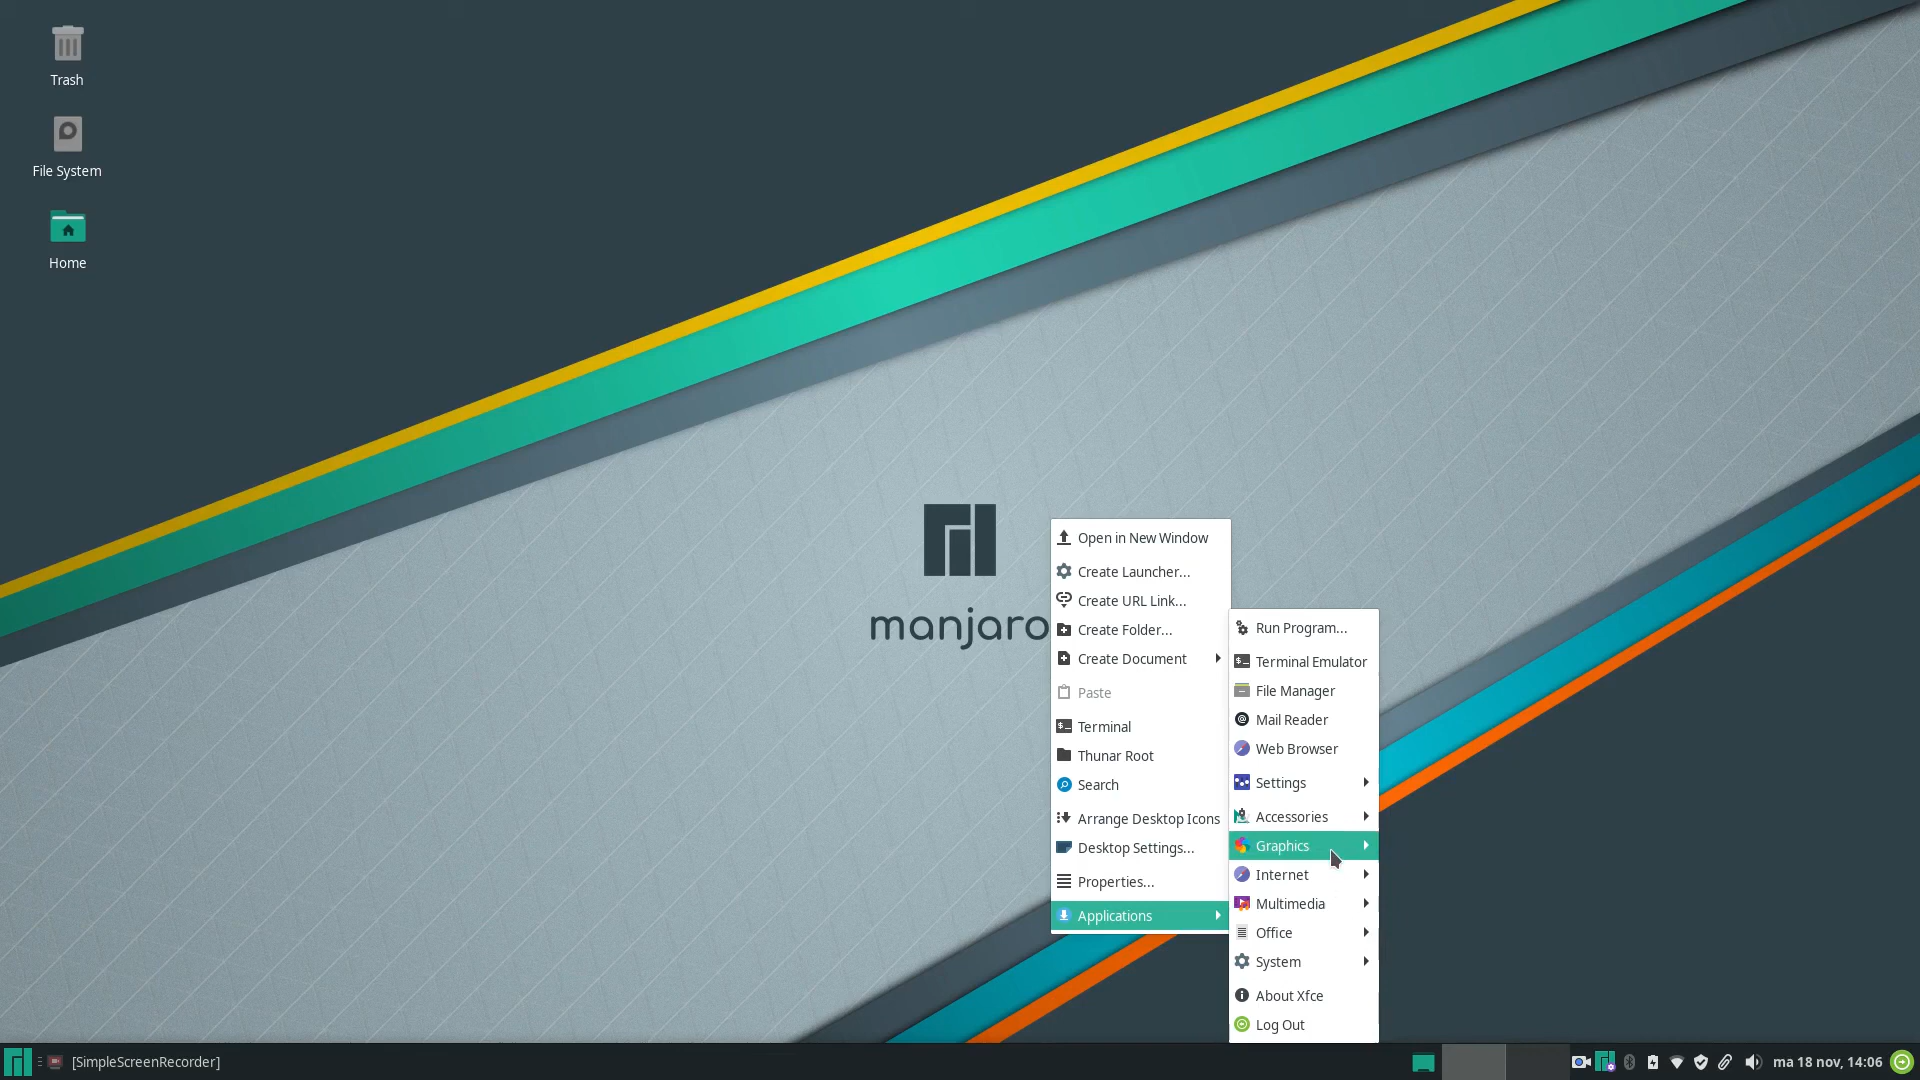 Trash
File System
Home
manjaro
Open in New Window
Create Launcher...
Create URL Link...
Create Folder...
Create Document
Paste
Terminal
Thunar Root
Search
Arrange Desktop Icons
Desktop Settings...
Properties...
Applications
Run Program...
Terminal Emulator
File Manager
Mail Reader
Web Browser
Settings
Accessories
Graphics
Internet
Multimedia
Office
System
About Xfce
Log Out
[SimpleScreenRecorder]
ma 18 nov, 14:06